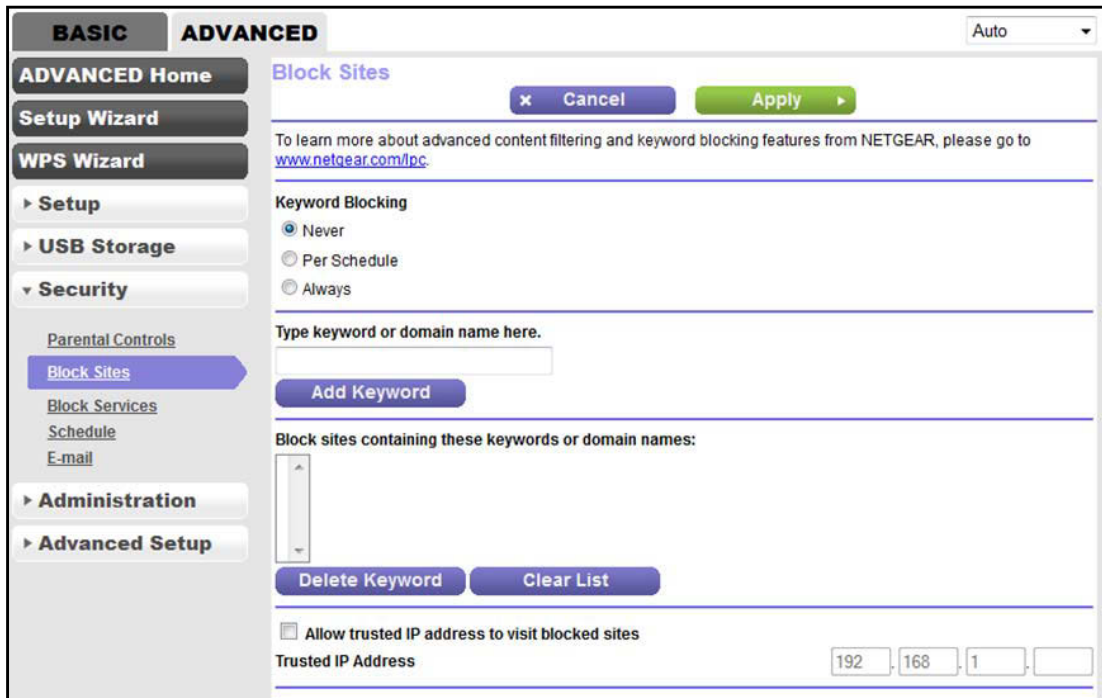 BASIC
ADVANCED
Auto
ADVANCED Home
Setup Wizard
WPS Wizard
Setup
USB Storage
Security
Parental Controls
Block Sites
Block Services
Schedule
E-mail
Administration
Advanced Setup
Block Sites
Cancel
Apply
To learn more about advanced content filtering and keyword blocking features from NETGEAR, please go to
www.netgear.com/lpc.
Keyword Blocking
Never
Per Schedule
Always
Type keyword or domain name here.
Add Keyword
Block sites containing these keywords or domain names:
Delete Keyword
Clear List
Allow trusted IP address to visit blocked sites
Trusted IP Address
192 . 168 . 1 .